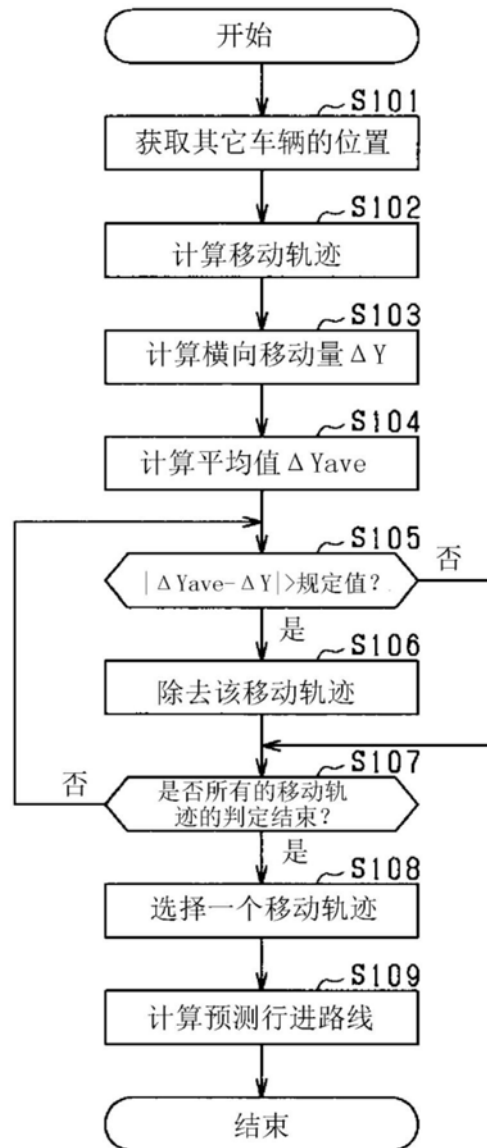 开始
S101
获取其它车辆的位置
S102
计算移动轨迹
S103
计算横向移动量ΔY
S104
计算平均值ΔYave
S105
|ΔYave-ΔY|>规定值?
否
是
S106
除去该移动轨迹
S107
否
是否所有的移动轨
迹的判定结束?
是
S108
选择一个移动轨迹
S109
计算预测行进路线
结束